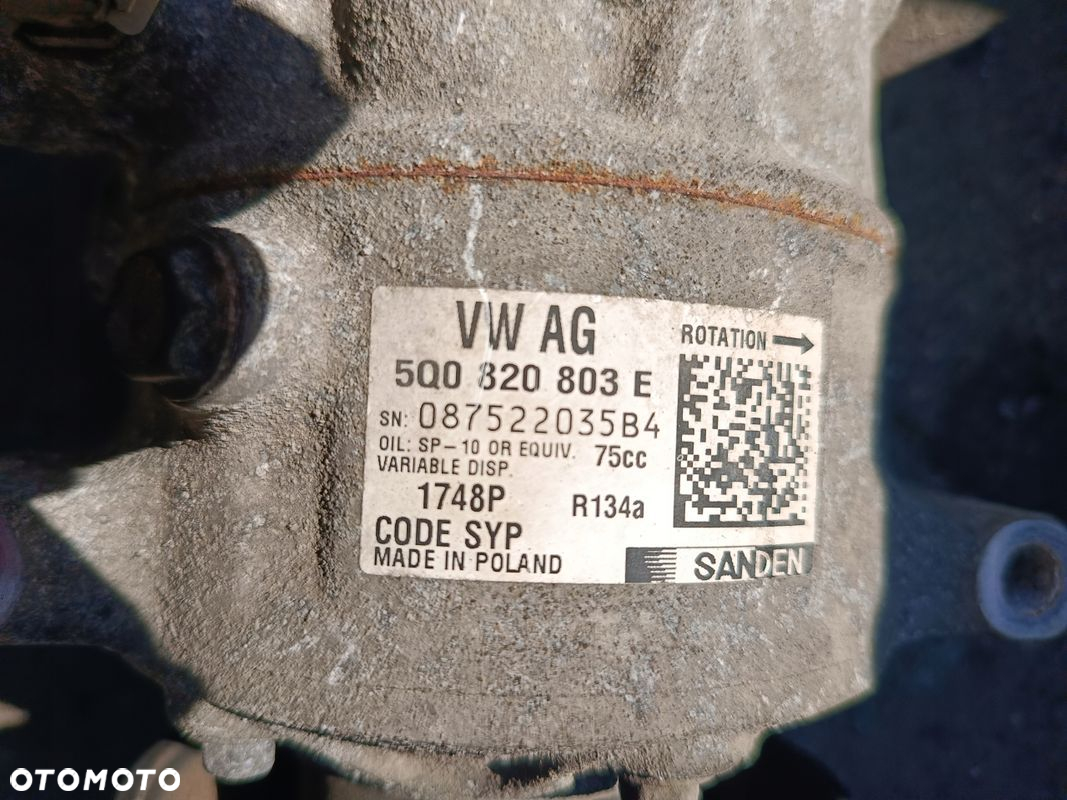 VW AG
ROTATION
5Q0 820 803 E
SN: 087522035B4
OIL: SP-10 OR EQUIV. 75cc
VARIABLE DISP.
1748P R134a
CODE SYP
MADE IN POLAND
SANDEN
OTOMOTO